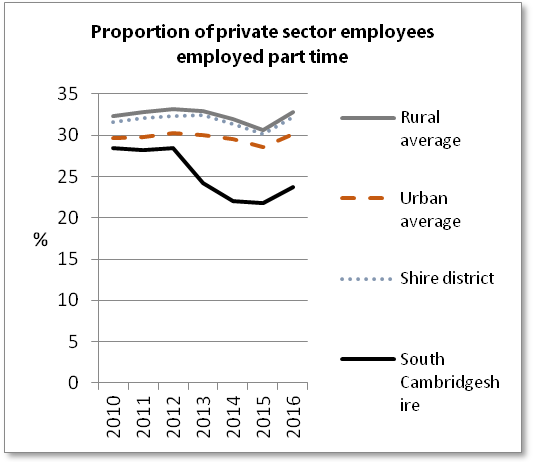 Proportion of private sector employees
employed part time
35
30
25
20
15
10
5
0
%
2010
2011
2012
2013
2014
2015
2016
Rural
average
Urban
average
Shire district
South
Cambridgesh
ire